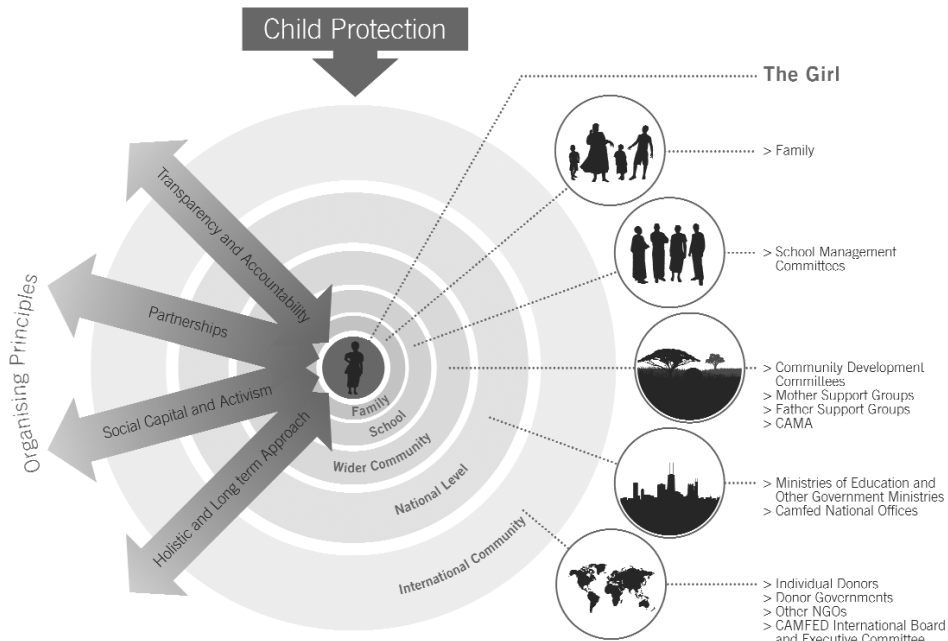 Child Protection
The Girl
> Family
> School Management
Committees
> Community Development
Committees
> Mother Support Groups
> Father Support Groups
> CAMA
> Ministries of Education and
Other Government Ministries
> Camfed National Offices
> Individual Donors
> Donor Governments
> Other NGOs
> CAMFED International Board
and Executive Committee
Organising Principles
Transparency and Accountability
Partnerships
Social Capital and Activism
Holistic and Long term Approach
Family
School
Wider Community
National Level
International Community